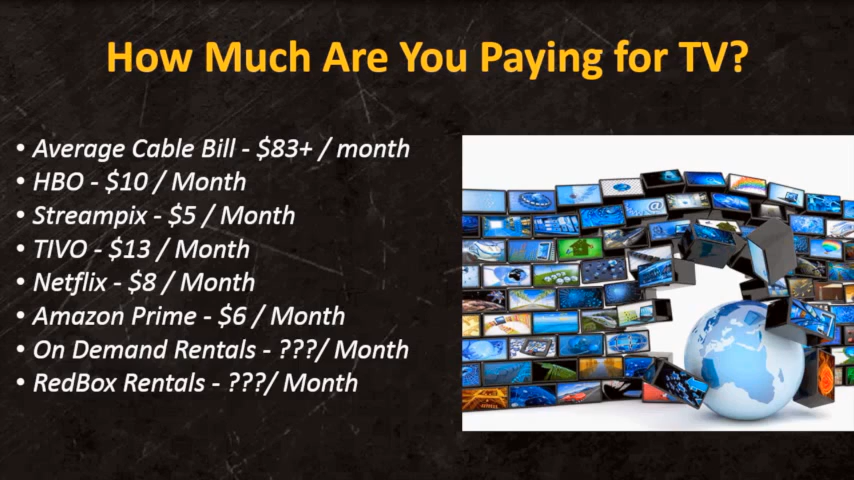 How Much Are You Paying for TV?
• Average Cable Bill - $83+ / month
• HBO - $10 / Month
• Streampix - $5 / Month
• TIVO - $13 / Month
• Netflix - $8 / Month
• Amazon Prime - $6 / Month
• On Demand Rentals - ???/ Month
• RedBox Rentals - ???/ Month